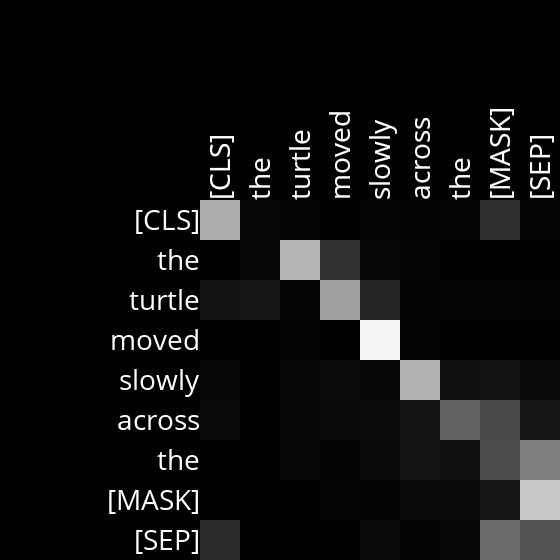 [CLS] the turtle moved slowly across the [MASK] [SEP]
[CLS]
the
turtle
moved
slowly
across
the
[MASK]
[SEP]